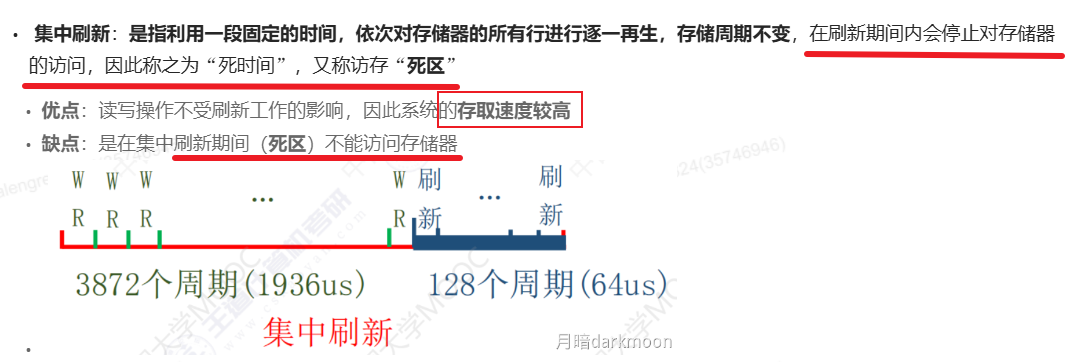 集中刷新：是指利用一段固定的时间，依次对存储器的所有行进行逐一再生，存储周期不变，在刷新期间内会停止对存储器
的访问，因此称之为“死时间”，又称访存“死区”
优点：读写操作不受刷新工作的影响，因此系统的存取速度较高
缺点：是在集中刷新期间（死区）不能访问存储器
24(35746946)
W W W ... W 刷 ... 刷
R R R R 新 新
3872个周期(1936us) 128个周期(64us)
集中刷新
月暗darkmoon